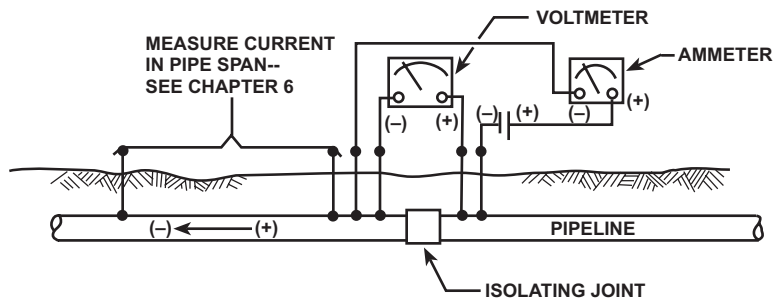 VOLTMETER
MEASURE CURRENT
IN PIPE SPAN--
SEE CHAPTER 6
AMMETER
(–) (+) (–) (+) (–) (+)
(–) (+)
PIPELINE
ISOLATING JOINT